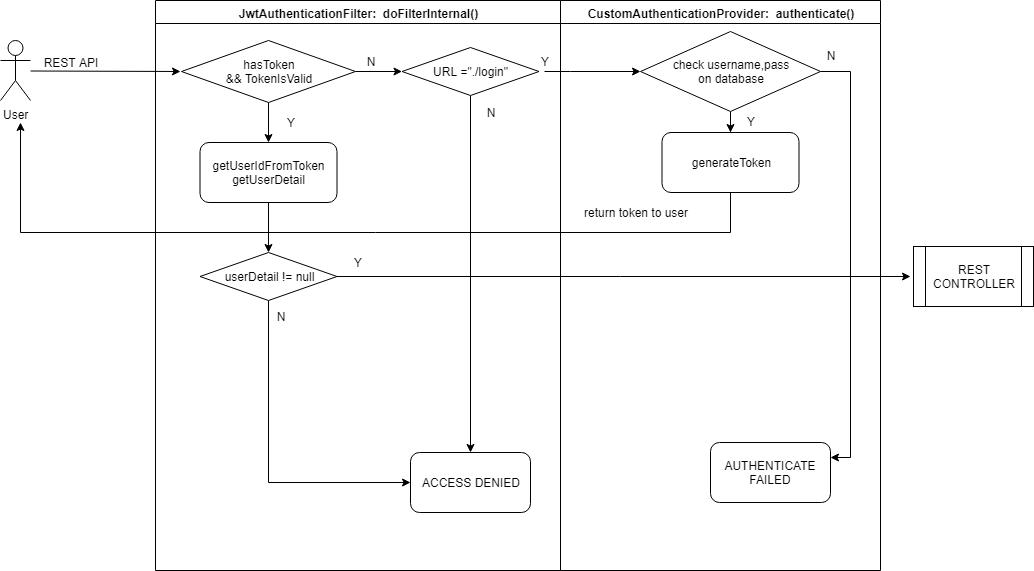 JwtAuthenticationFilter: doFilterInternal()
CustomAuthenticationProvider: authenticate()
User
REST API
hasToken
&& TokenIsValid
N
URL ="./login"
Y
check username,pass
on database
N
Y
N
Y
getUserIdFromToken
getUserDetail
generateToken
return token to user
userDetail != null
Y
REST
CONTROLLER
N
ACCESS DENIED
AUTHENTICATE
FAILED